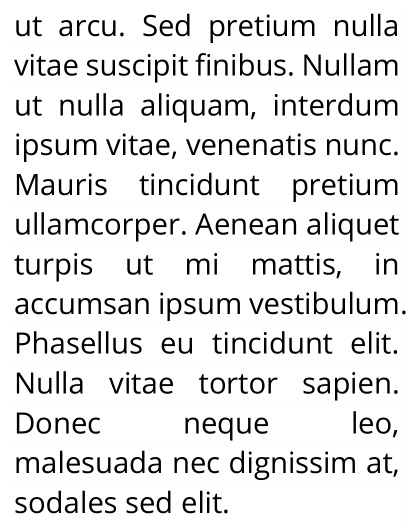 ut arcu. Sed pretium nulla
vitae suscipit finibus. Nullam
ut nulla aliquam, interdum
ipsum vitae, venenatis nunc.
Mauris tincidunt pretium
ullamcorper. Aenean aliquet
turpis ut mi mattis, in
accumsan ipsum vestibulum.
Phasellus eu tincidunt elit.
Nulla vitae tortor sapien.
Donec neque leo,
malesuada nec dignissim at,
sodales sed elit.